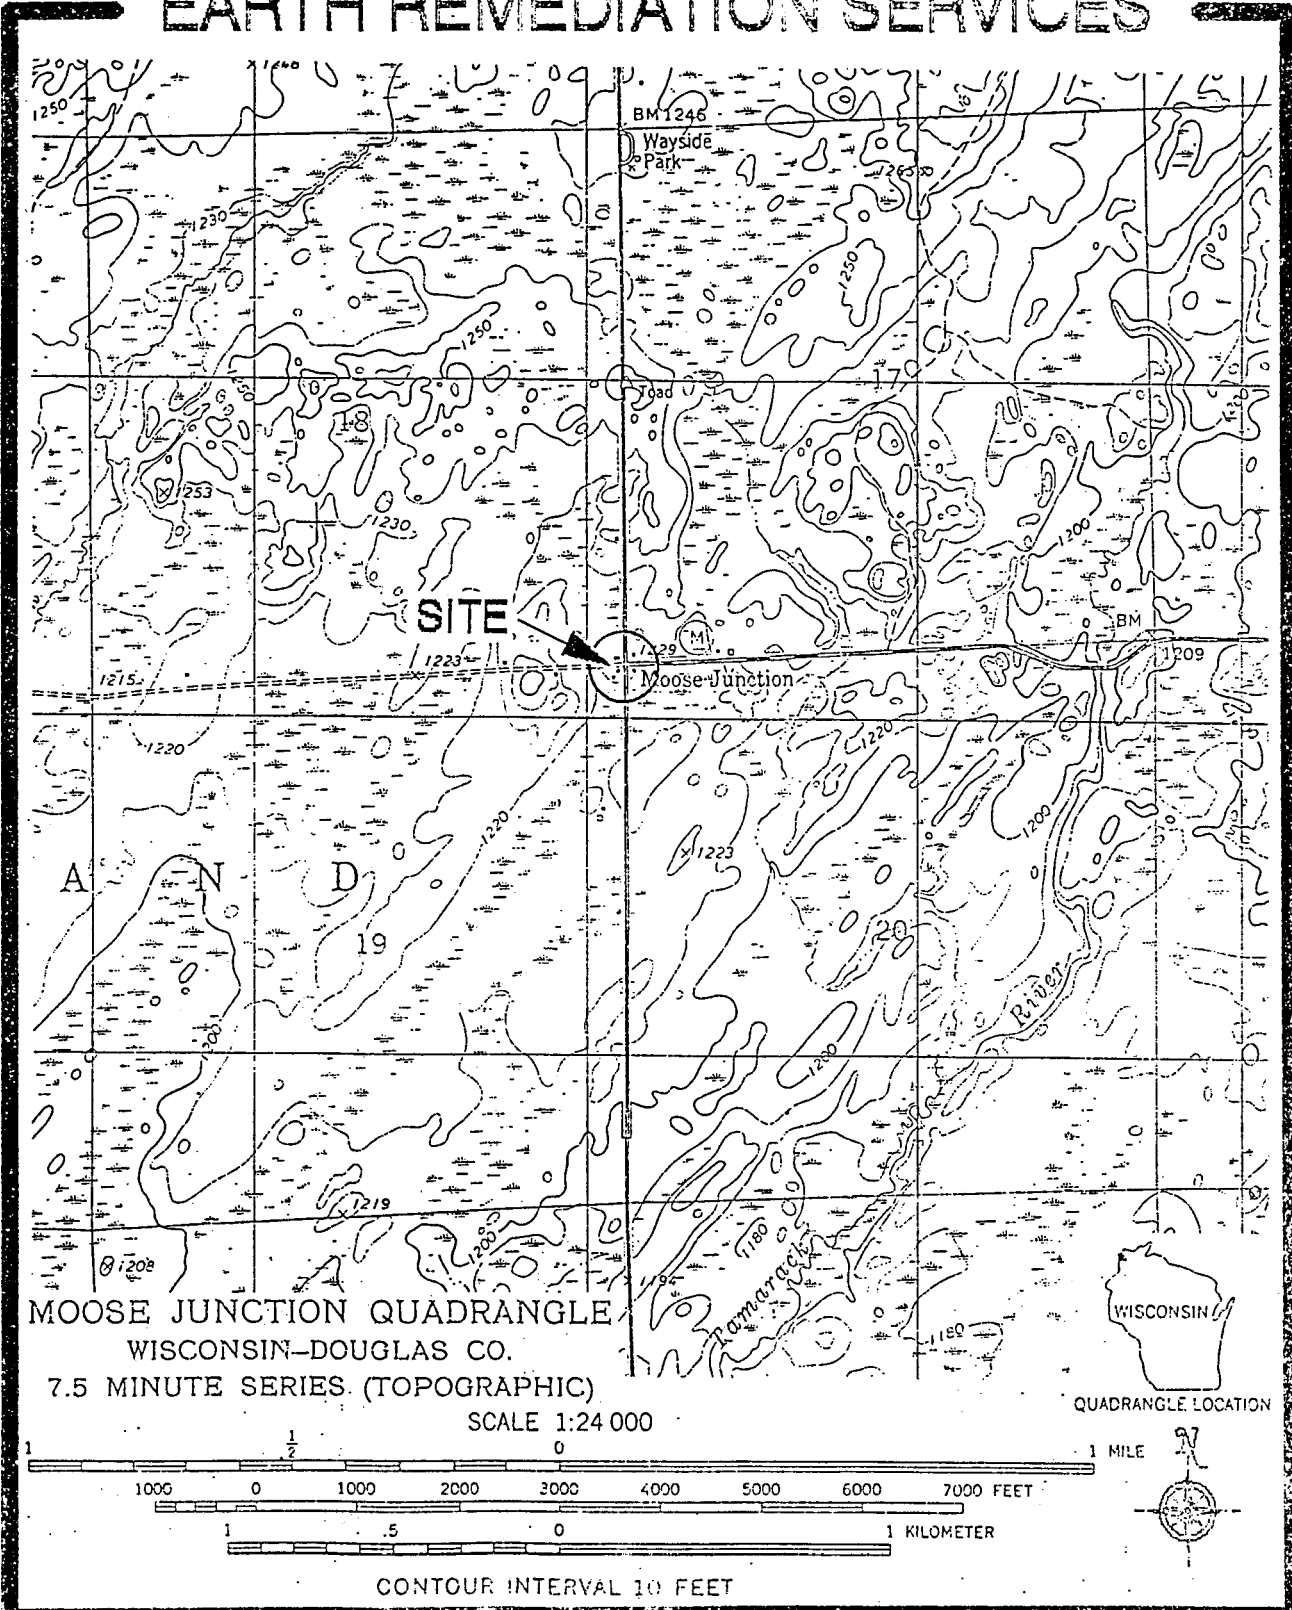 EARTH REMEDIATION SERVICES
1246
1250
BM 1246
Wayside
Park
1265
1230
1250
1250
17
Toad
18
1253
1230
1200
SITE
BM
M
1229
1223
1209
1215
Moose Junction
1220
1220
1220
1200
1223
A N D
20
19
River
1200
1200
1219
1180
1200
1208
1194
Tamarack
1180
MOOSE JUNCTION QUADRANGLE
WISCONSIN
WISCONSIN-DOUGLAS CO.
7.5 MINUTE SERIES (TOPOGRAPHIC)
QUADRANGLE LOCATION
SCALE 1:24 000
1 1/2 0 1 MILE
N
1000 0 1000 2000 3000 4000 5000 6000 7000 FEET
1 .5 0 1 KILOMETER
CONTOUR INTERVAL 10 FEET